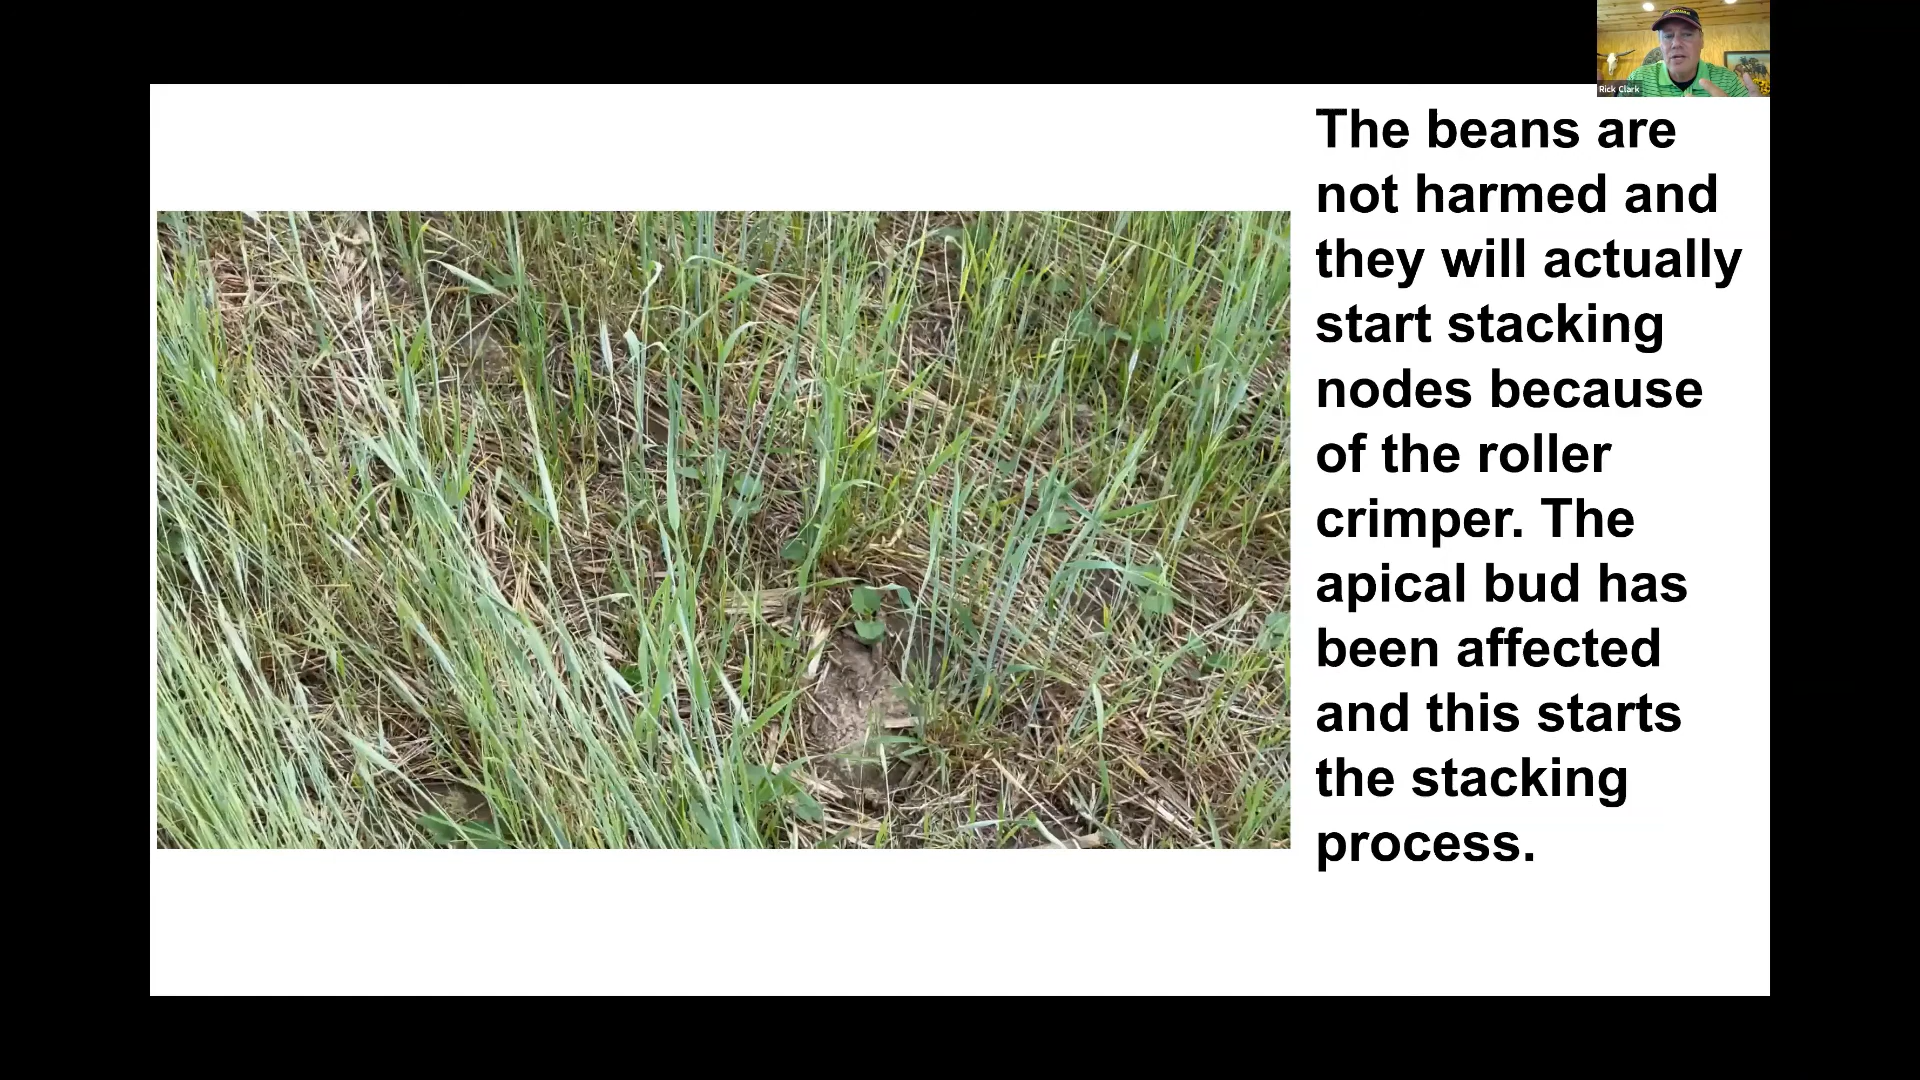 Rick Clark
The beans are
not harmed and
they will actually
start stacking
nodes because
of the roller
crimper. The
apical bud has
been affected
and this starts
the stacking
process.